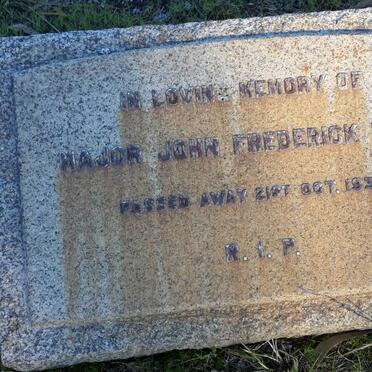 IN LOVING MEMORY OF
MAJOR JOHN FREDERICK
PASSED AWAY 21ST OCT. 193
R.I.P.